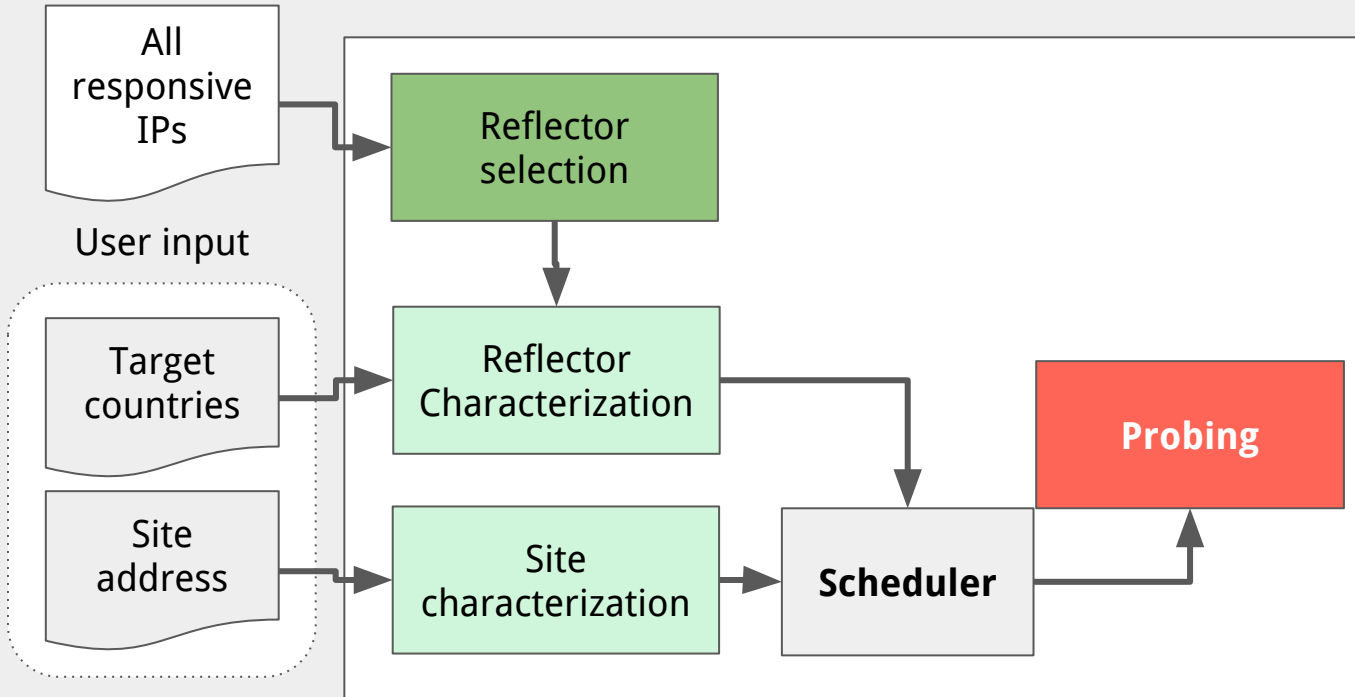 All
responsive
IPs
Reflector
selection
User input
Target
countries
Reflector
Characterization
Probing
Site
address
Site
characterization
Scheduler